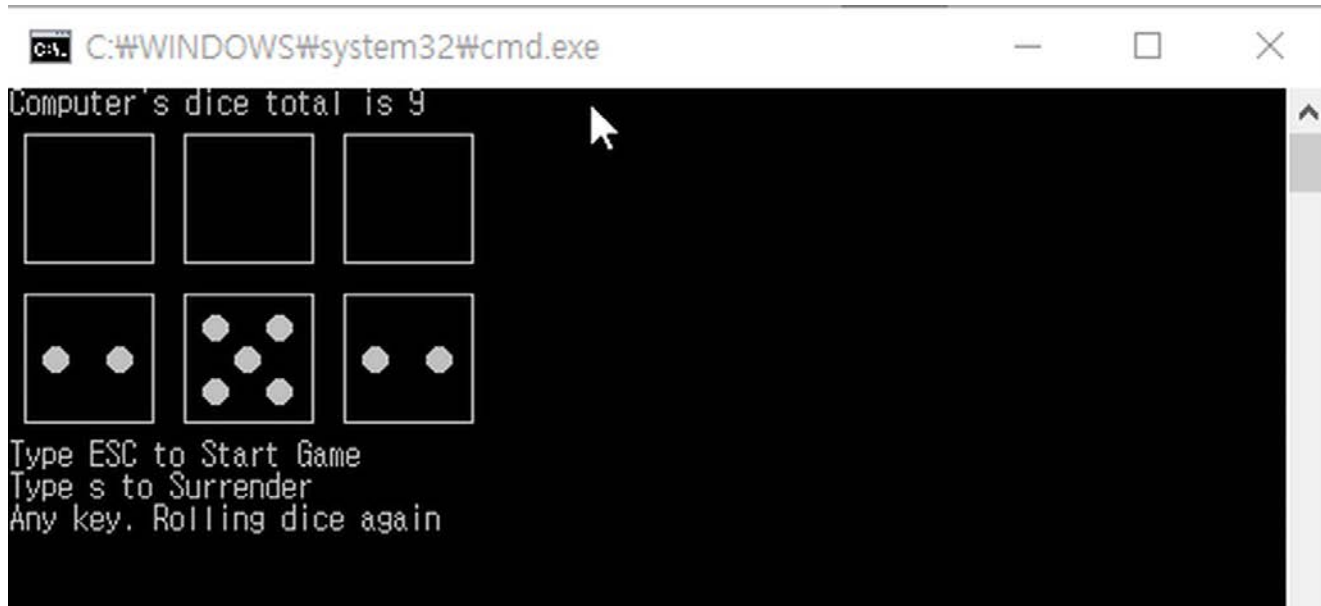 C:₩WINDOWS₩system32₩cmd.exe
Computer's dice total is 9
Type ESC to Start Game
Type s to Surrender
Any key. Rolling dice again